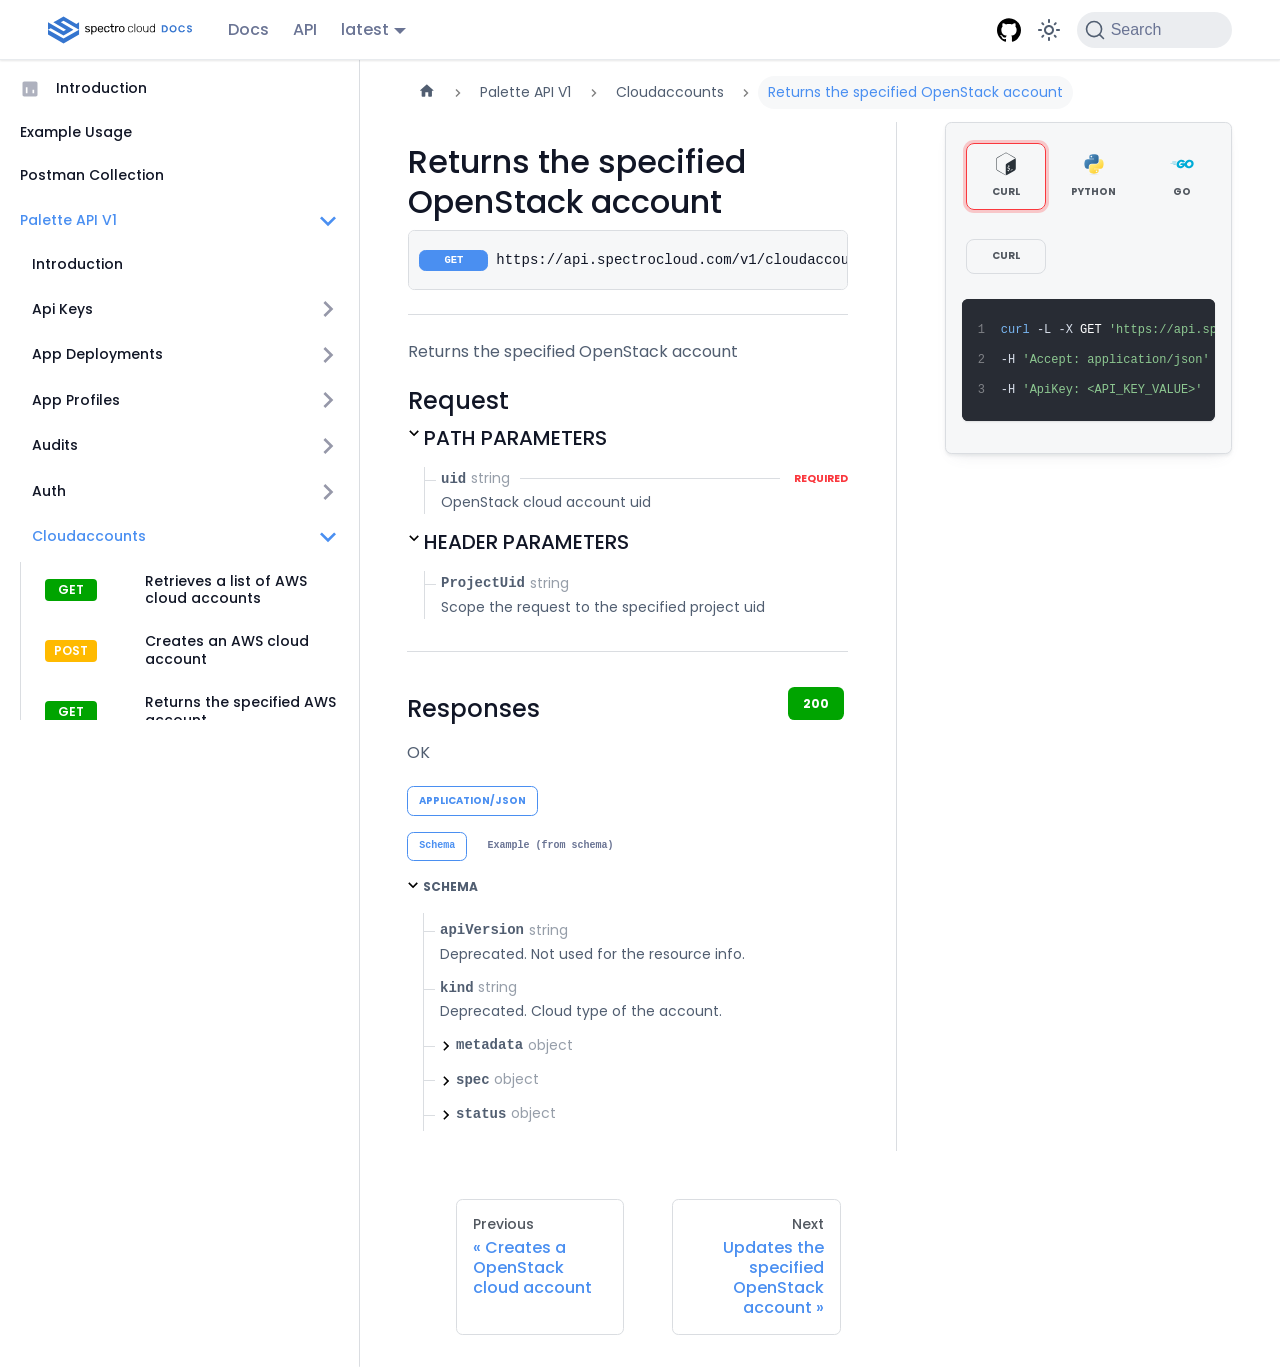 spectro cloud DOCS
Docs
API
latest
Search
Introduction
Example Usage
Postman Collection
Palette API V1
Introduction
Api Keys
App Deployments
App Profiles
Audits
Auth
Cloudaccounts
GET Retrieves a list of AWS
cloud accounts
POST Creates an AWS cloud
account
GET Returns the specified AWS
account
Palette API V1
Cloudaccounts
Returns the specified OpenStack account
Returns the specified
OpenStack account
GET https://api.spectrocloud.com/v1/cloudaccou
Returns the specified OpenStack account
Request
PATH PARAMETERS
uid string REQUIRED
OpenStack cloud account uid
HEADER PARAMETERS
ProjectUid string
Scope the request to the specified project uid
Responses
200
OK
APPLICATION/JSON
Schema
Example (from schema)
SCHEMA
apiVersion string
Deprecated. Not used for the resource info.
kind string
Deprecated. Cloud type of the account.
metadata object
spec object
status object
CURL
PYTHON
GO
CURL
1 curl -L -X GET 'https://api.sp
2 -H 'Accept: application/json'
3 -H 'ApiKey: <API_KEY_VALUE>'
Previous
« Creates a
OpenStack
cloud account
Next
Updates the
specified
OpenStack
account »